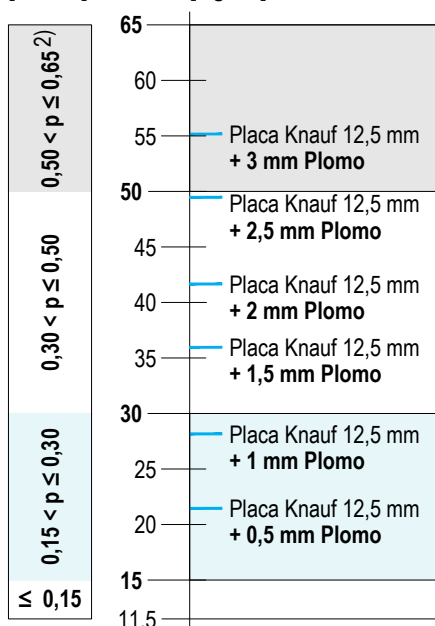 0,50 < p ≤ 0,65 2)
0,30 < p ≤ 0,50
0,15 < p ≤ 0,30
≤ 0,15
65
60
55
50
45
40
35
30
25
20
15
11,5
Placa Knauf 12,5 mm
+ 3 mm Plomo
Placa Knauf 12,5 mm
+ 2,5 mm Plomo
Placa Knauf 12,5 mm
+ 2 mm Plomo
Placa Knauf 12,5 mm
+ 1,5 mm Plomo
Placa Knauf 12,5 mm
+ 1 mm Plomo
Placa Knauf 12,5 mm
+ 0,5 mm Plomo